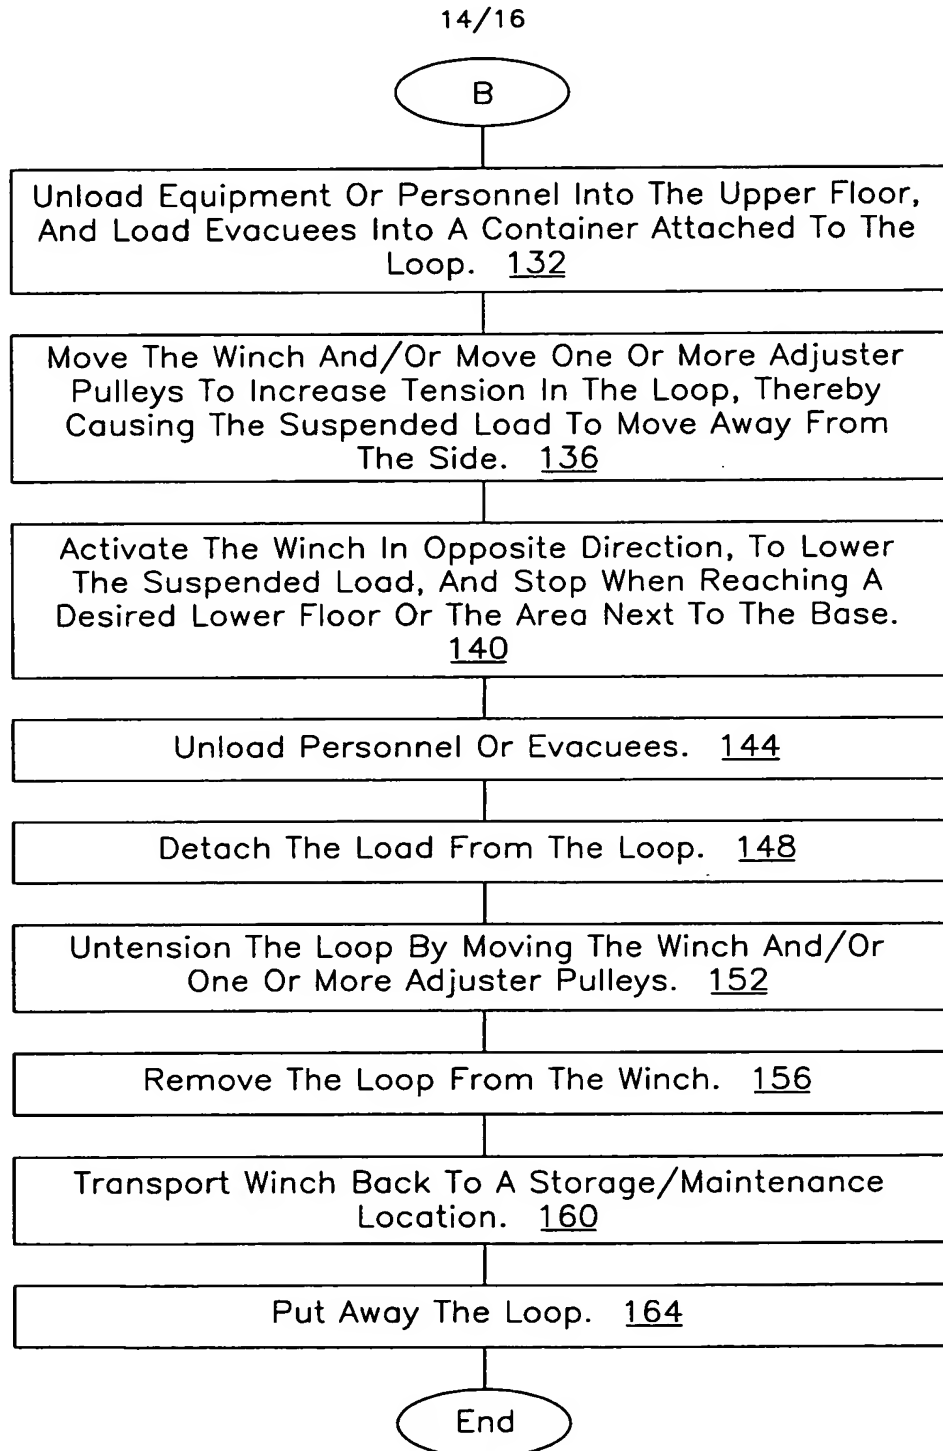 14/16
B
Unload Equipment Or Personnel Into The Upper Floor,
And Load Evacuees Into A Container Attached To The
Loop. 132
Move The Winch And/Or Move One Or More Adjuster
Pulleys To Increase Tension In The Loop, Thereby
Causing The Suspended Load To Move Away From
The Side. 136
Activate The Winch In Opposite Direction, To Lower
The Suspended Load, And Stop When Reaching A
Desired Lower Floor Or The Area Next To The Base.
140
Unload Personnel Or Evacuees. 144
Detach The Load From The Loop. 148
Untension The Loop By Moving The Winch And/Or
One Or More Adjuster Pulleys. 152
Remove The Loop From The Winch. 156
Transport Winch Back To A Storage/Maintenance
Location. 160
Put Away The Loop. 164
End